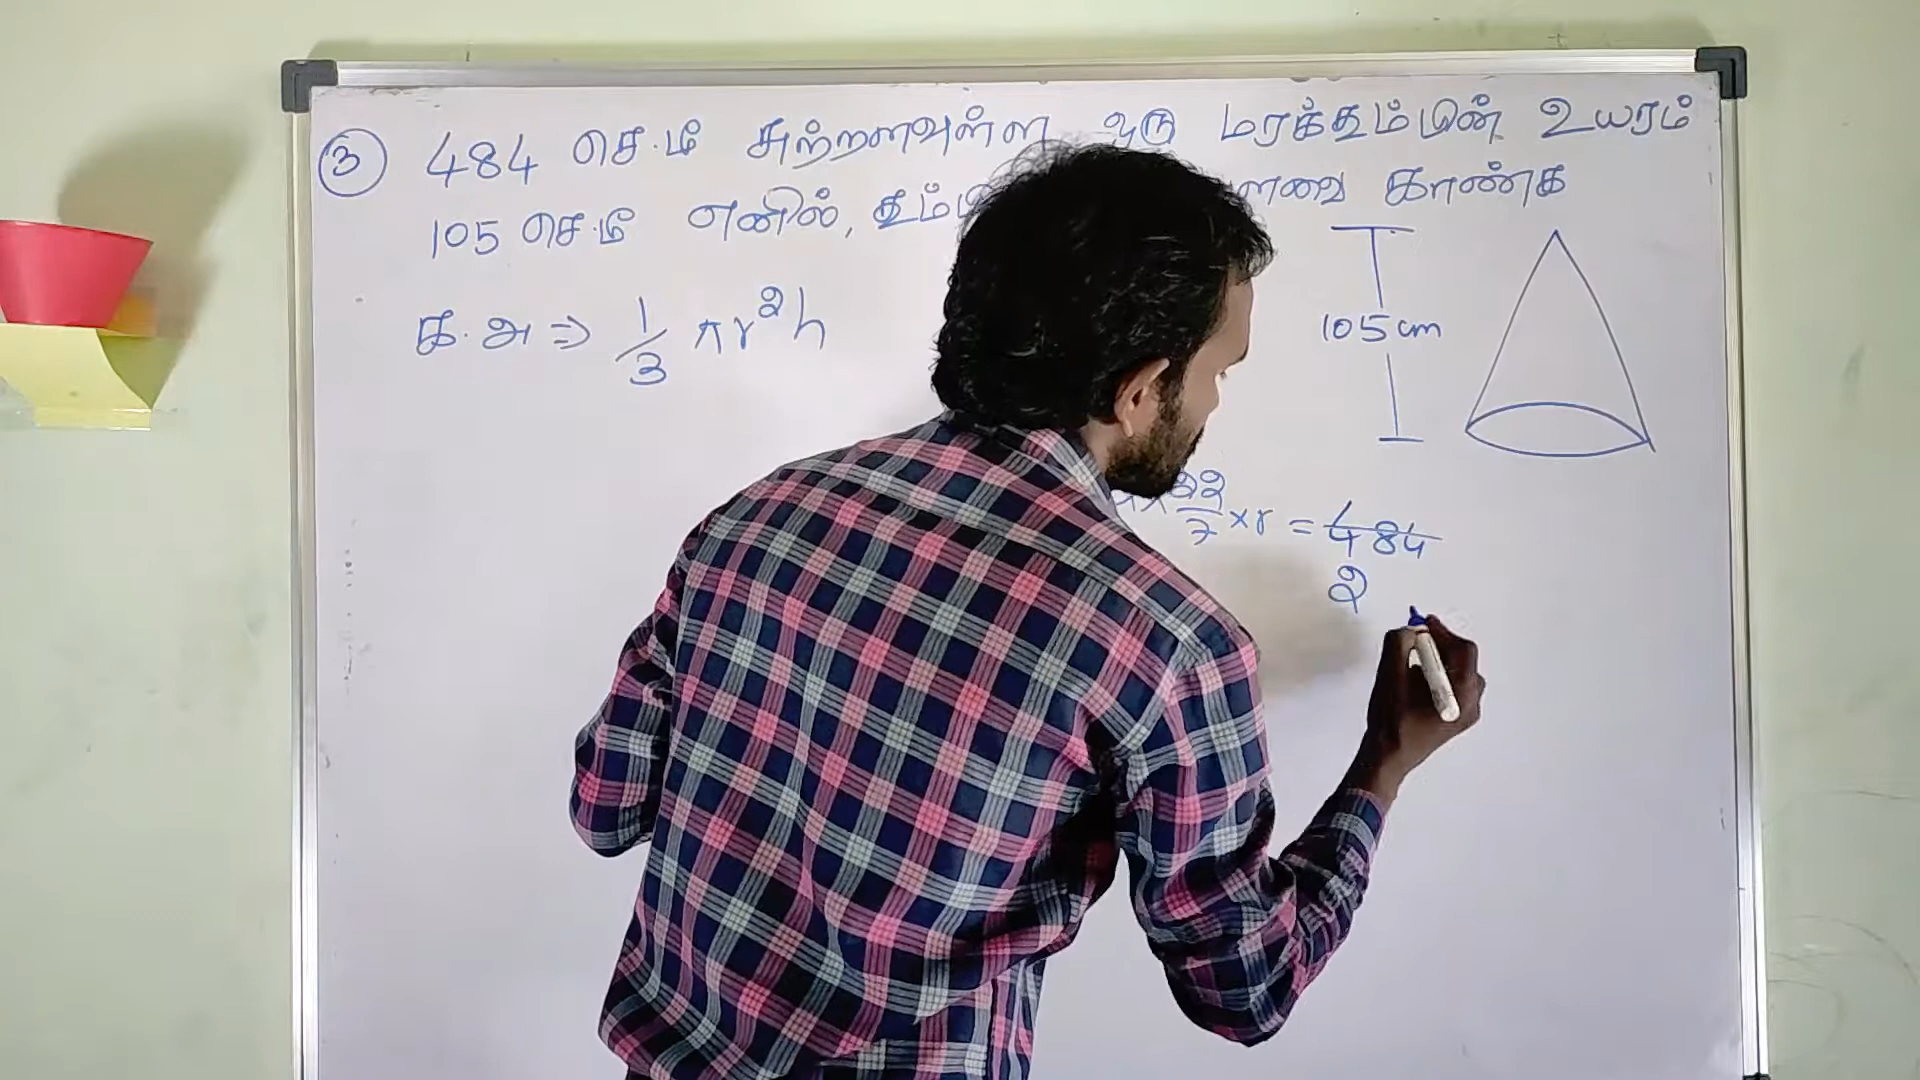 ③ 484 செ.மீ சுற்றளவுள்ள ஒரு மரக்கம்பின் உயரம்
105 செ.மீ எனில், காண்க
க.அ ⇒ 1/3 πr²h
105 cm
22/7 × r = 484
2